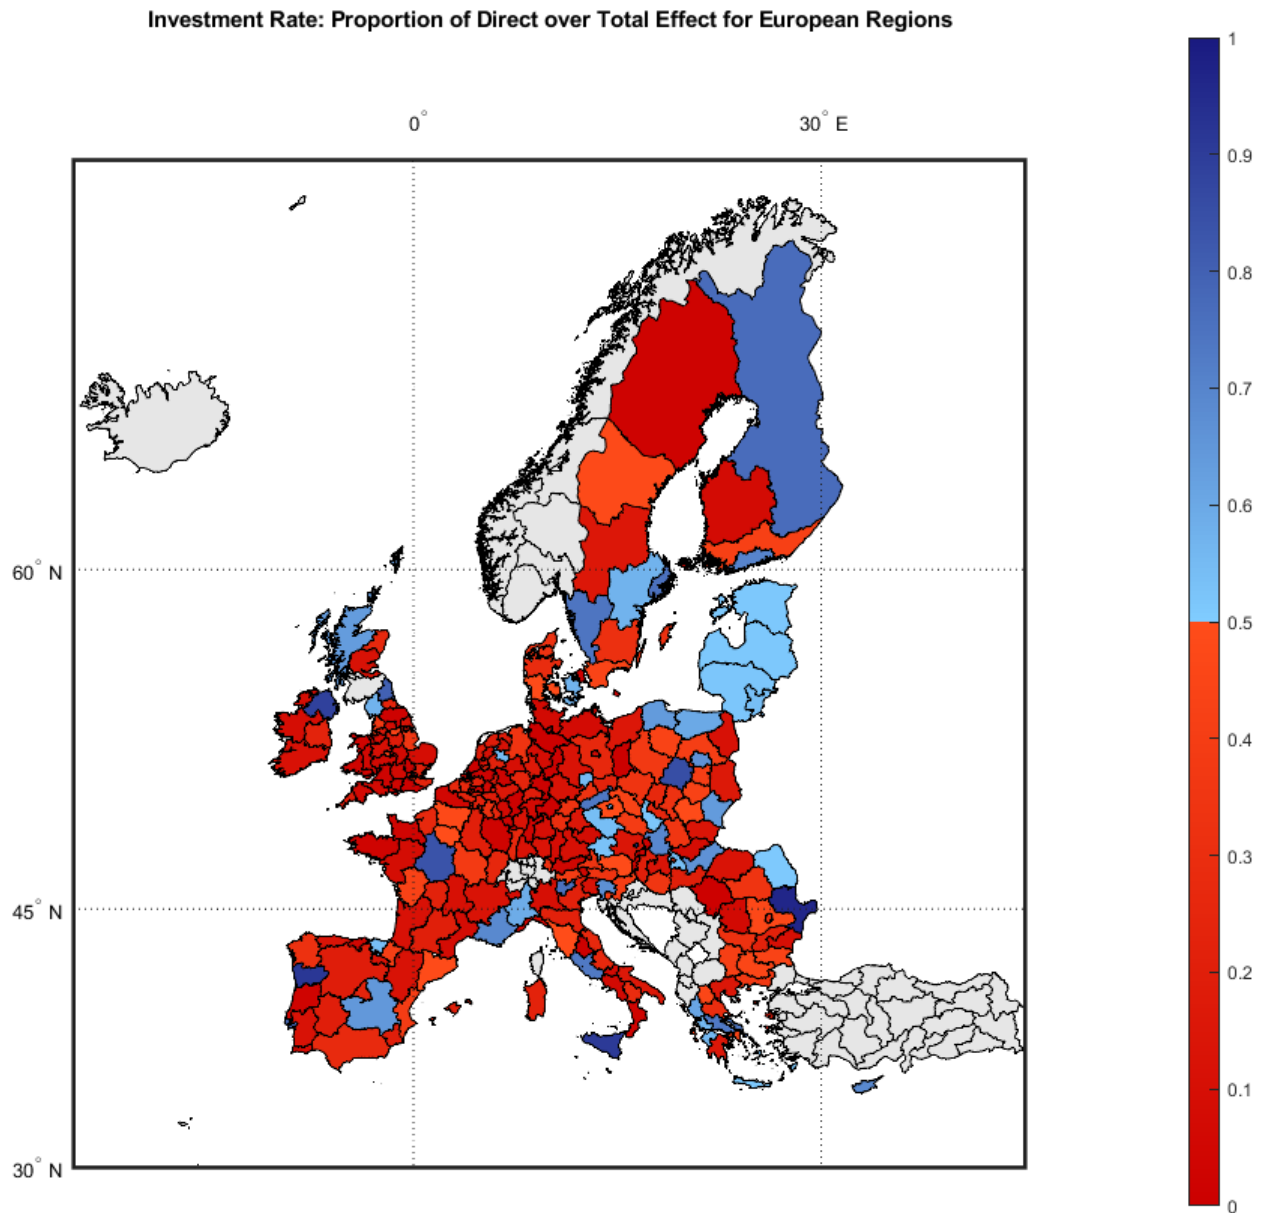 Investment Rate: Proportion of Direct over Total Effect for European Regions
0°
30° E
60° N
45° N
30° N
1
0.9
0.8
0.7
0.6
0.5
0.4
0.3
0.2
0.1
0